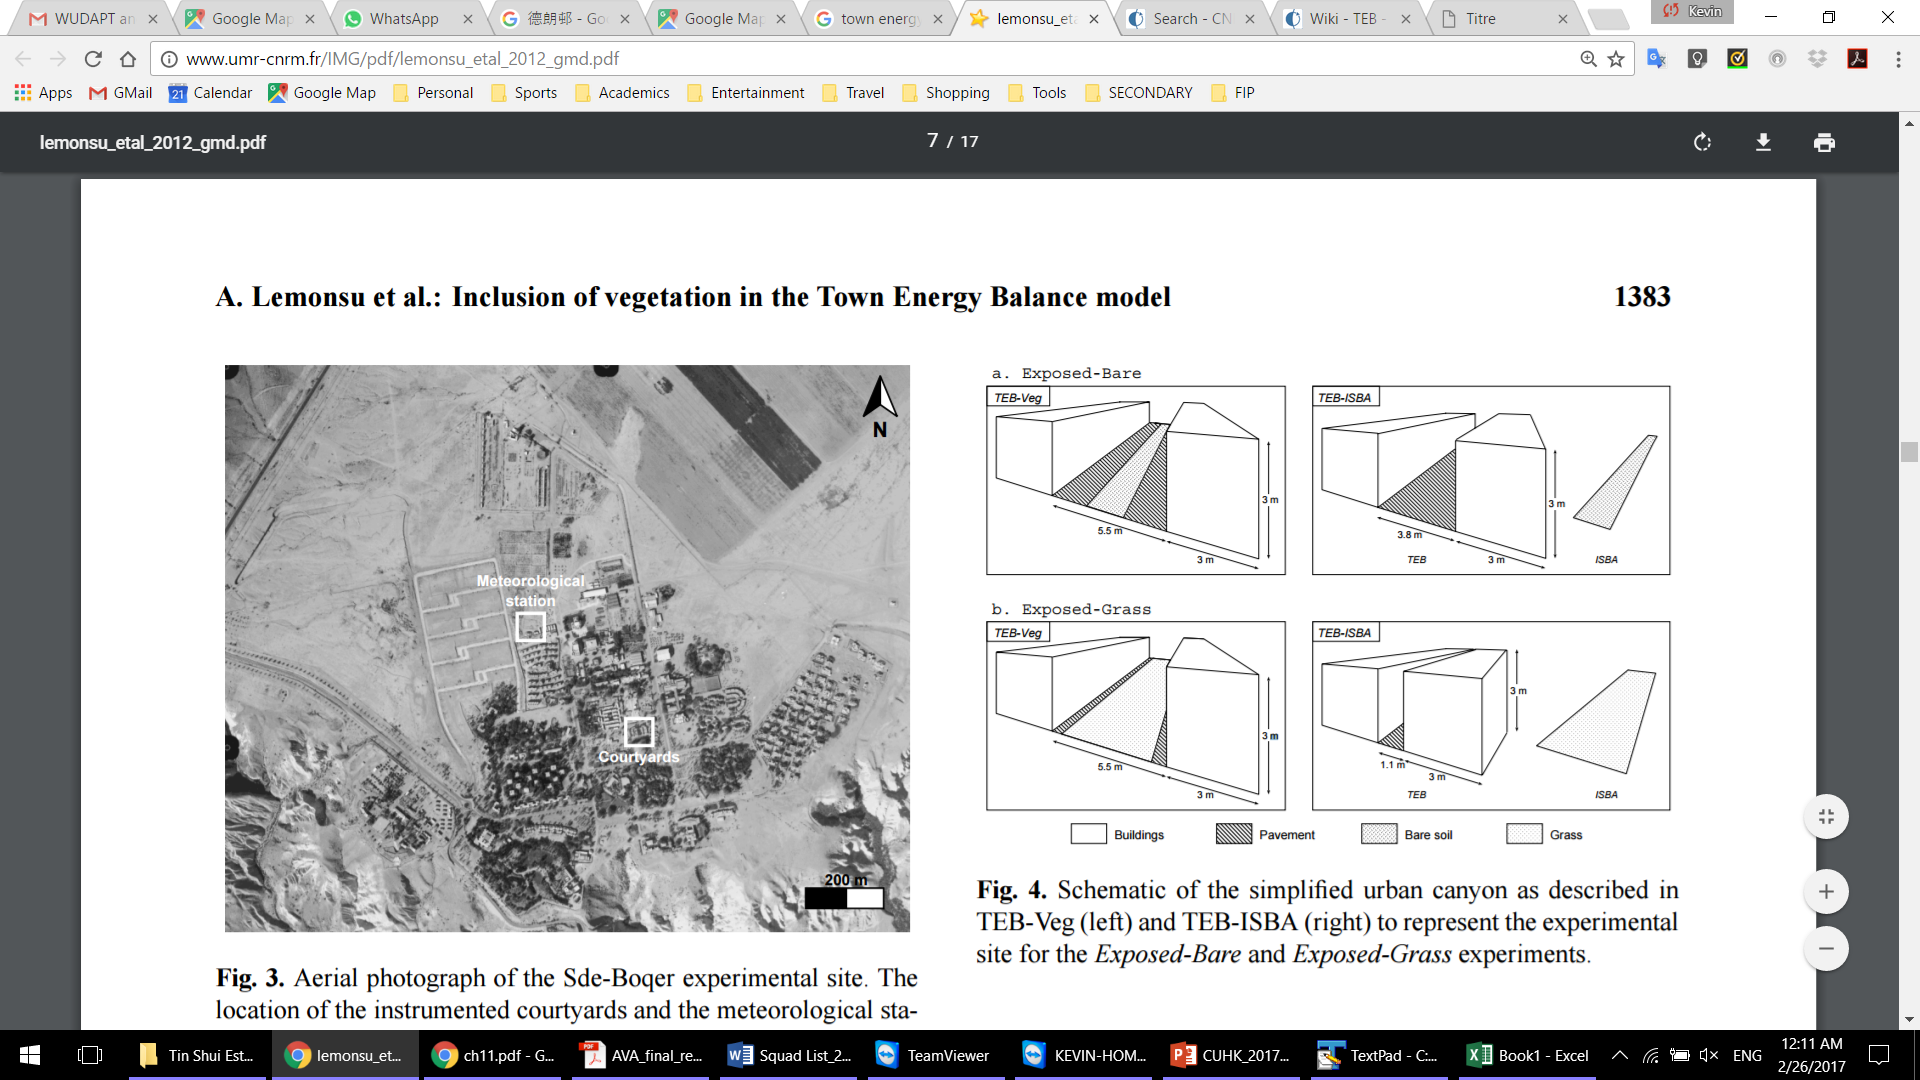 WUDAPT an
Google Map
WhatsApp
德朗邨 - Go
Google Map
town energy
lemonsu_eta
Search - CN
Wiki - TEB -
Titre
Kevin
www.umr-cnrm.fr/IMG/pdf/lemonsu_etal_2012_gmd.pdf
Apps
GMail
21
Calendar
Google Map
Personal
Sports
Academics
Entertainment
Travel
Shopping
Tools
SECONDARY
FIP
lemonsu_etal_2012_gmd.pdf
7 / 17
A. Lemonsu et al.: Inclusion of vegetation in the Town Energy Balance model
1383
N
Meteorological
station
Courtyards
200 m
Fig. 3. Aerial photograph of the Sde-Boqer experimental site. The
location of the instrumented courtyards and the meteorological sta-
a. Exposed-Bare
TEB-Veg
3 m
5.5 m
3 m
TEB-ISBA
3 m
3.8 m
3 m
TEB
ISBA
b. Exposed-Grass
TEB-Veg
3 m
5.5 m
3 m
TEB-ISBA
3 m
1.1 m
3 m
TEB
ISBA
Buildings
Pavement
Bare soil
Grass
Fig. 4. Schematic of the simplified urban canyon as described in
TEB-Veg (left) and TEB-ISBA (right) to represent the experimental
site for the Exposed-Bare and Exposed-Grass experiments.
Tin Shui Est...
lemonsu_et...
ch11.pdf - G...
AVA_final_re...
Squad List_2...
TeamViewer
KEVIN-HOM...
CUHK_2017...
TextPad - C:...
Book1 - Excel
ENG
12:11 AM
2/26/2017